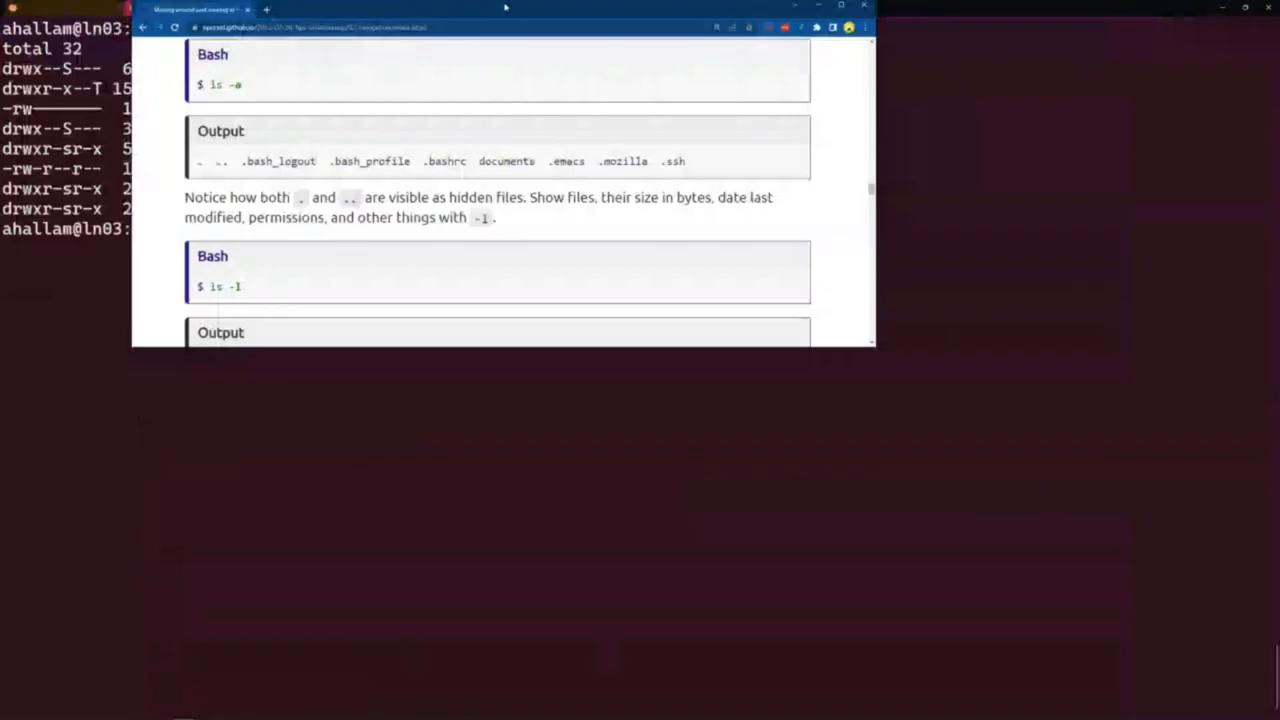 ahallam@ln03:
total 32
drwx--S--- 6
drwxr-x--T 15
-rw------- 1
drwx--S--- 3
drwxr-sr-x 5
-rw-r--r-- 1
drwxr-sr-x 2
drwxr-sr-x 2
ahallam@ln03:
Bash
$ ls -a
Output
. .. .bash_logout .bash_profile .bashrc documents .emacs .mozilla .ssh
Notice how both . and .. are visible as hidden files. Show files, their size in bytes, date last
modified, permissions, and other things with -l.
Bash
$ ls -l
Output